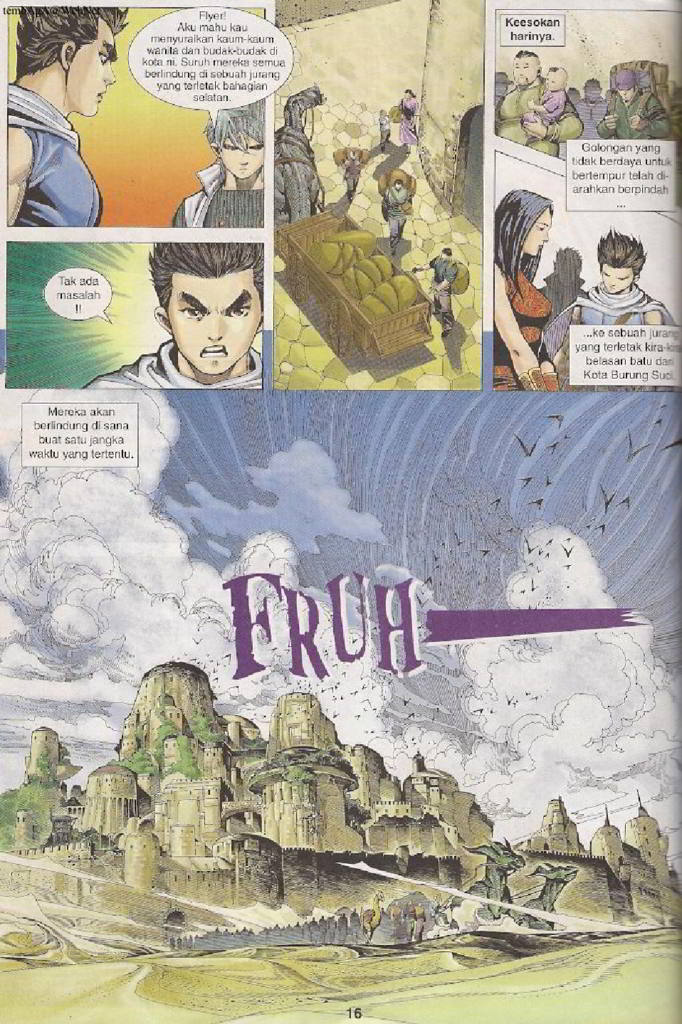 Flyer!
Aku mahu kau
menyuraikan kaum-kaum
wanita dan budak-budak di
kota ni. Suruh mereka semua
berlindung di sebuah jurang
yang terletak bahagian
selatan.
Tak ada
masalah
!!
Keesokan
harinya.
Golongan yang
tidak berdaya untuk
bertempur telah di-
arahkan berpindah
...
...ke sebuah jurang
yang terletak kira-kira
belasan batu dari
Kota Burung Suci.
Mereka akan
berlindung di sana
buat satu jangka
waktu yang tertentu.
FRUH
16